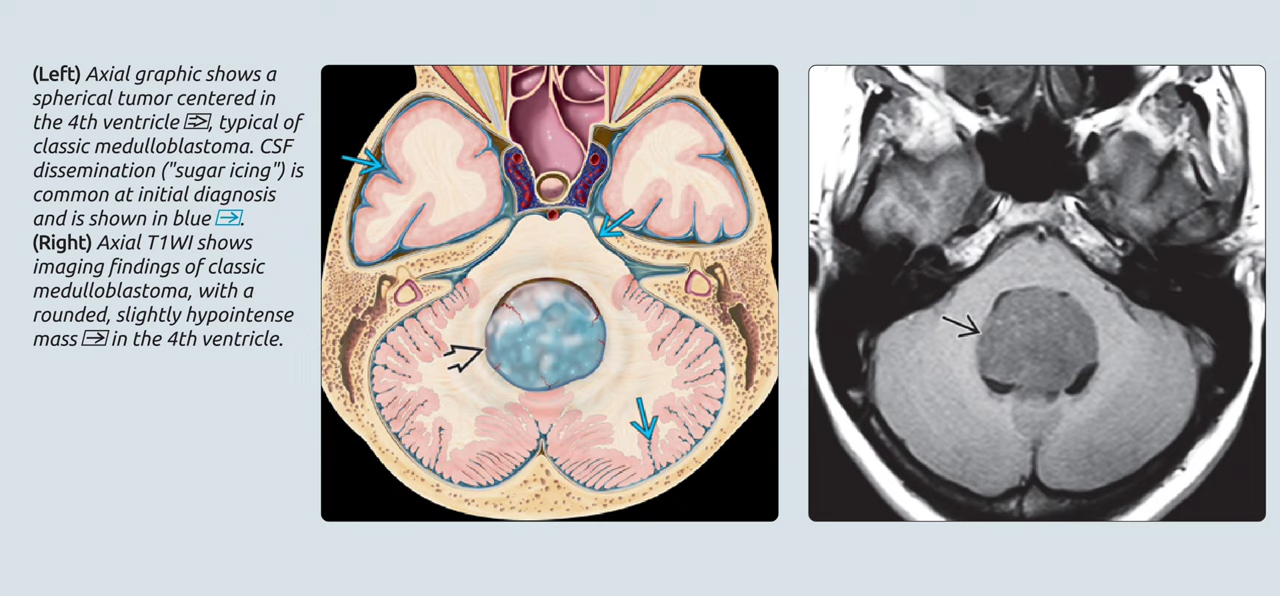 (Left) Axial graphic shows a
spherical tumor centered in
the 4th ventricle, typical of
classic medulloblastoma. CSF
dissemination ("sugar icing") is
common at initial diagnosis
and is shown in blue.
(Right) Axial T1WI shows
imaging findings of classic
medulloblastoma, with a
rounded, slightly hypointense
mass in the 4th ventricle.